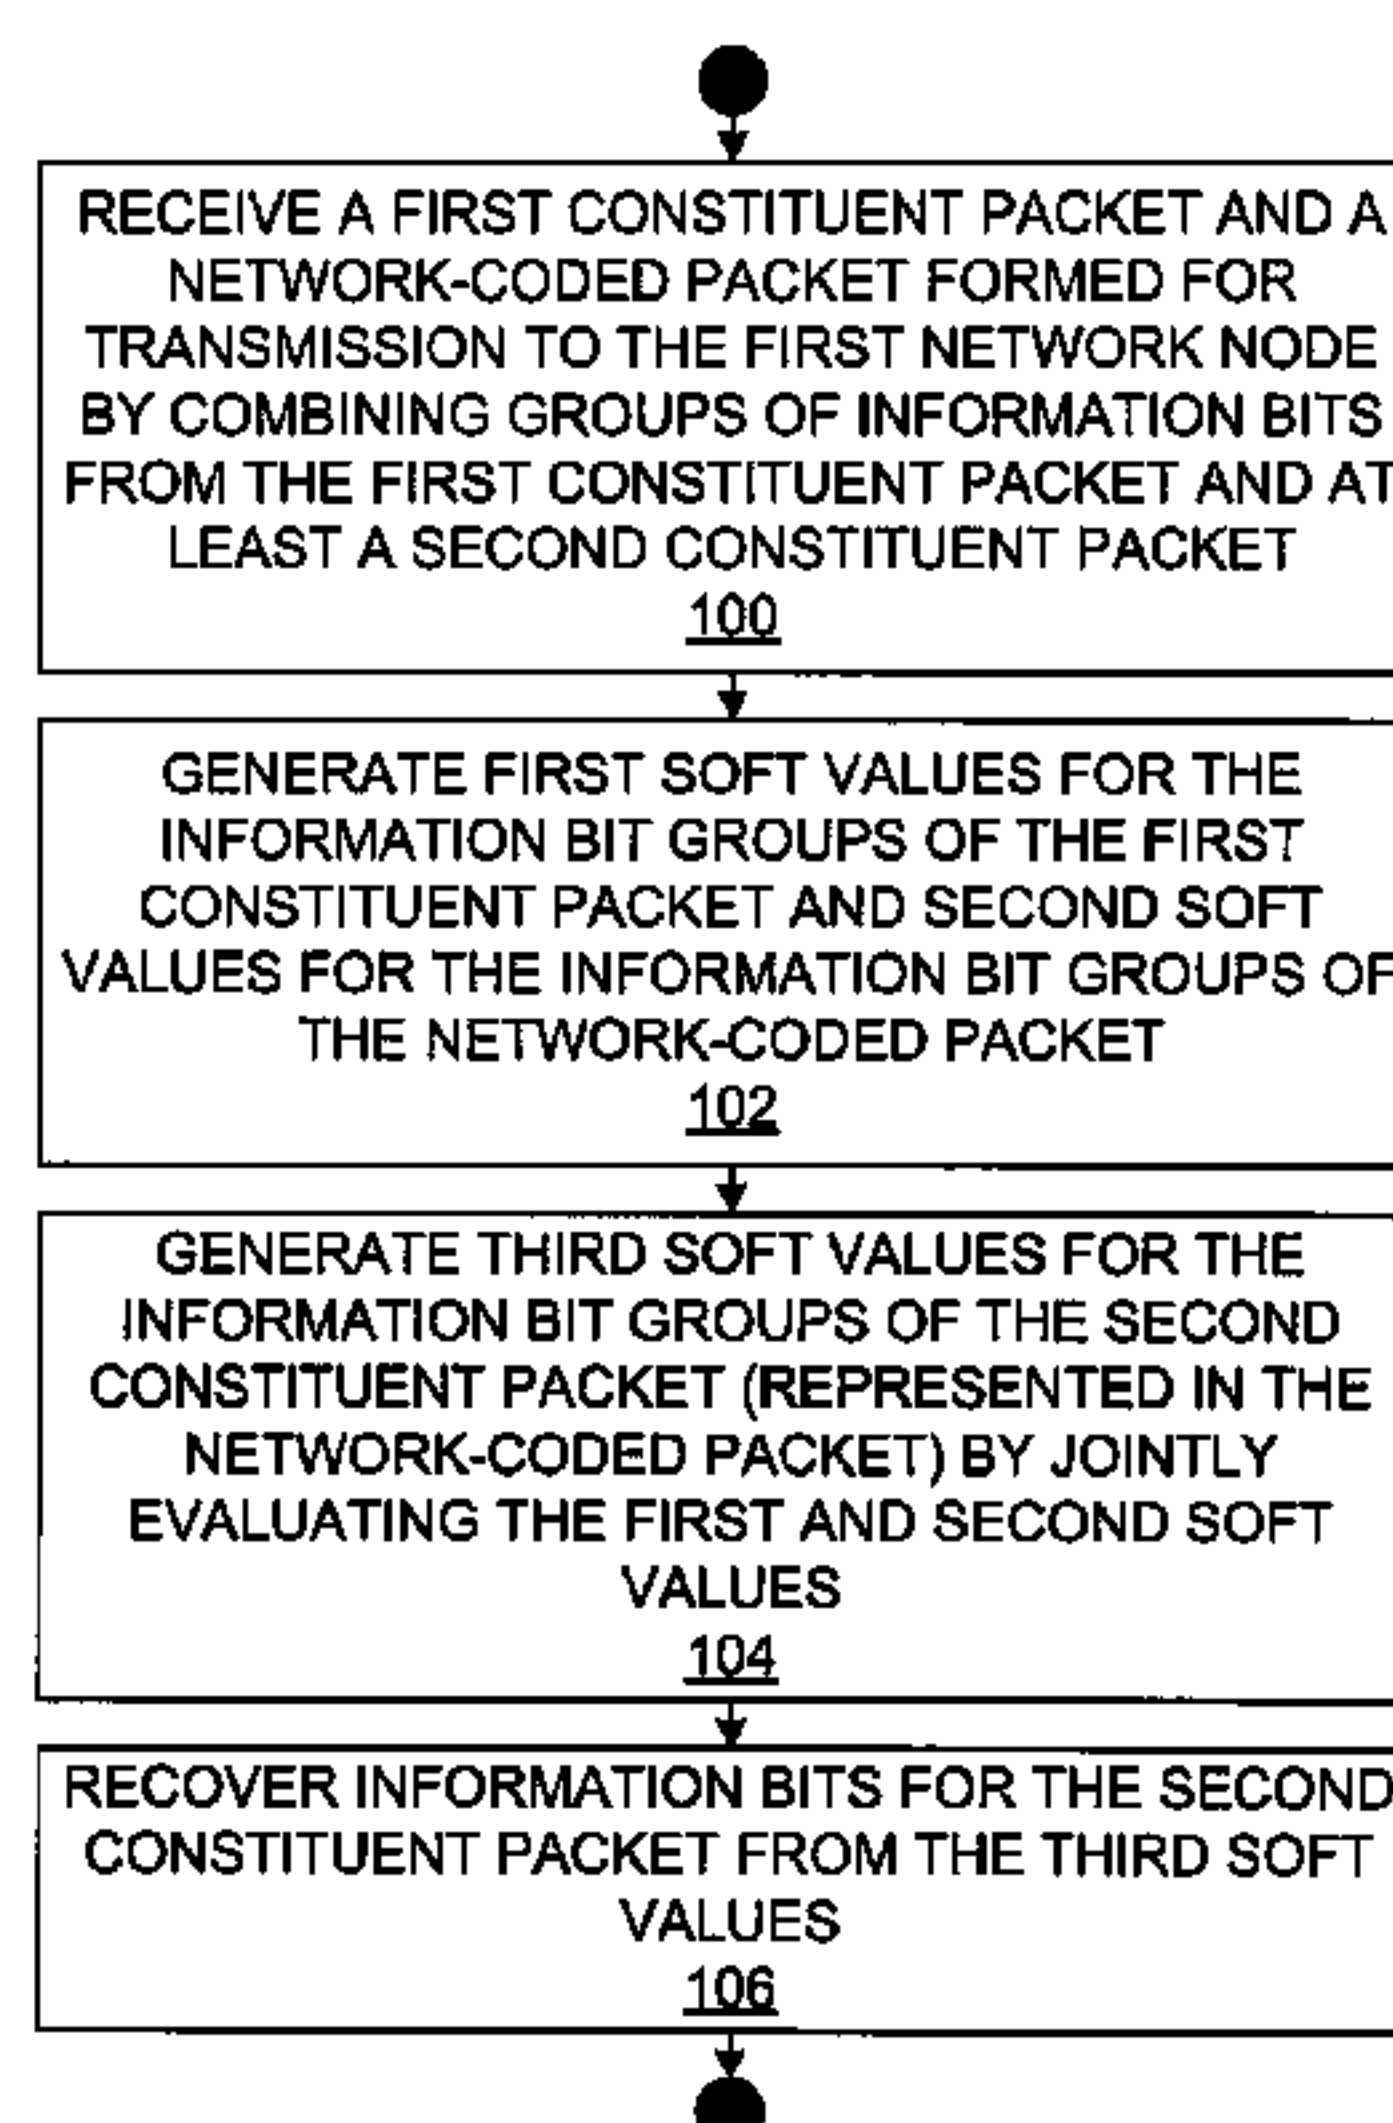 RECEIVE A FIRST CONSTITUENT PACKET AND A
NETWORK-CODED PACKET FORMED FOR
TRANSMISSION TO THE FIRST NETWORK NODE
BY COMBINING GROUPS OF INFORMATION BITS
FROM THE FIRST CONSTITUENT PACKET AND AT
LEAST A SECOND CONSTITUENT PACKET
100
GENERATE FIRST SOFT VALUES FOR THE
INFORMATION BIT GROUPS OF THE FIRST
CONSTITUENT PACKET AND SECOND SOFT
VALUES FOR THE INFORMATION BIT GROUPS OF
THE NETWORK-CODED PACKET
102
GENERATE THIRD SOFT VALUES FOR THE
INFORMATION BIT GROUPS OF THE SECOND
CONSTITUENT PACKET (REPRESENTED IN THE
NETWORK-CODED PACKET) BY JOINTLY
EVALUATING THE FIRST AND SECOND SOFT
VALUES
104
RECOVER INFORMATION BITS FOR THE SECOND
CONSTITUENT PACKET FROM THE THIRD SOFT
VALUES
106